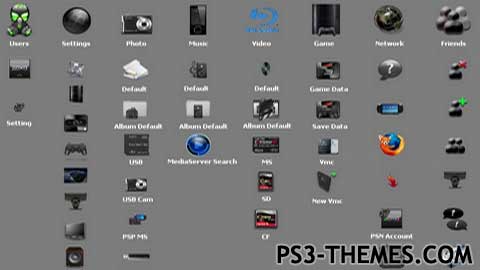 Users Settings Photo Music Video Game Network Friends
Default Default Default Game Data
Setting Album Default Album Default Album Default Save Data
USB MediaServer Search MS Vmc
USB Cam SD New Vmc
PSP MS CF PSN Account
PS3-THEMES.COM